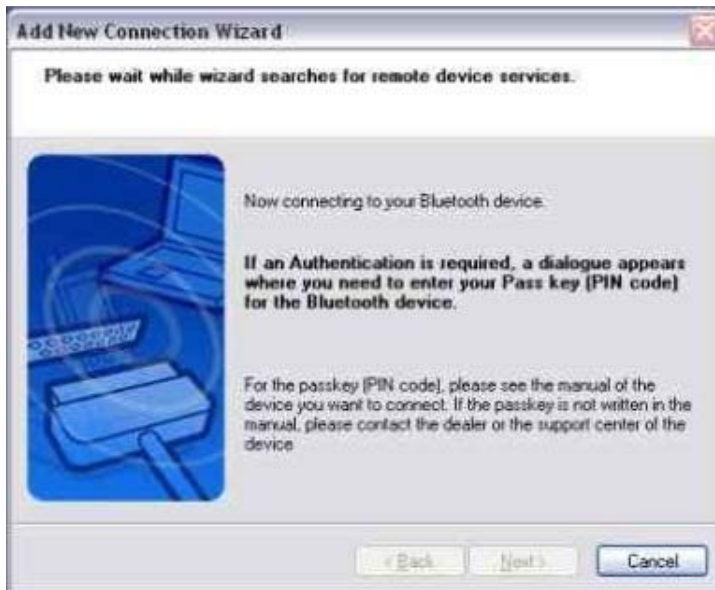 Add New Connection Wizard
Please wait while wizard searches for remote device services.
Now connecting to your Bluetooth device.
If an Authentication is required, a dialogue appears
where you need to enter your Pass key (PIN code)
for the Bluetooth device.
For the passkey (PIN code), please see the manual of the
device you want to connect. If the passkey is not written in the
manual, please contact the dealer or the support center of the
device
< Back
Next >
Cancel